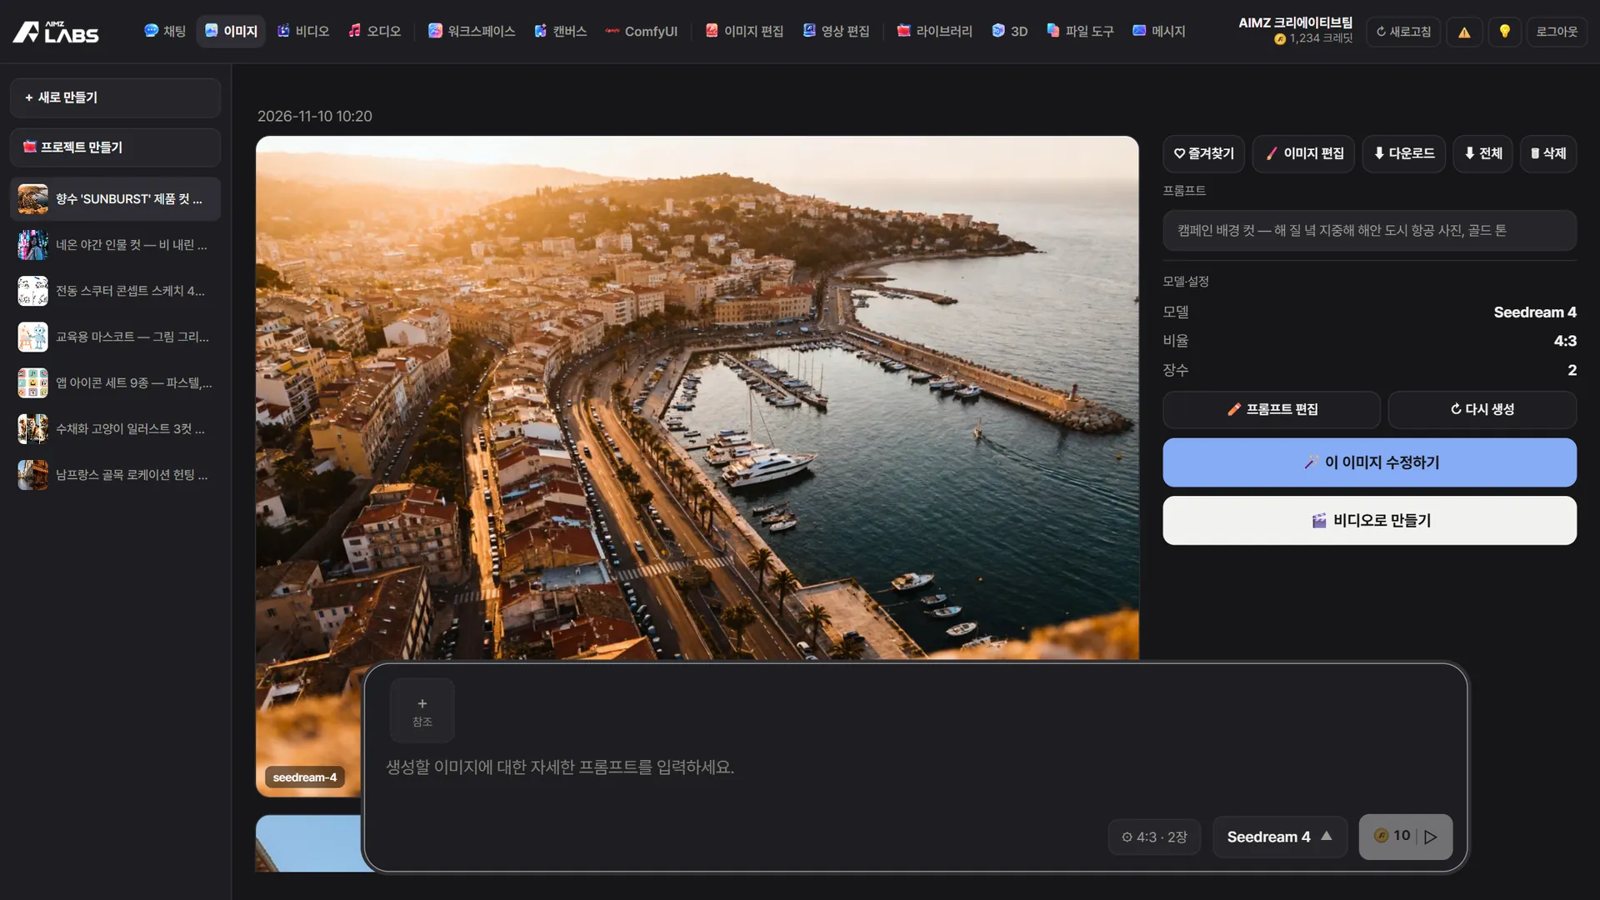 AIMZ
LABS
채팅
이미지
비디오
오디오
워크스페이스
캔버스
ComfyUI
이미지 편집
영상 편집
라이브러리
3D
파일 도구
메시지
AIMZ 크리에이티브팀
1,234 크레딧
새로고침
로그아웃
+ 새로 만들기
프로젝트 만들기
향수 'SUNBURST' 제품 컷 ...
네온 야간 인물 컷 — 비 내린 ...
전동 스쿠터 콘셉트 스케치 4...
교육용 마스코트 — 그림 그리...
앱 아이콘 세트 9종 — 파스텔,...
수채화 고양이 일러스트 3컷 ...
남프랑스 골목 로케이션 헌팅 ...
2026-11-10 10:20
seedream-4
즐겨찾기
이미지 편집
다운로드
전체
삭제
프롬프트
캠페인 배경 컷 — 해 질 녘 지중해 해안 도시 항공 사진, 골드 톤
모델·설정
모델 Seedream 4
비율 4:3
장수 2
프롬프트 편집
다시 생성
이 이미지 수정하기
비디오로 만들기
+
참조
생성할 이미지에 대한 자세한 프롬프트를 입력하세요.
4:3 · 2장
Seedream 4
10